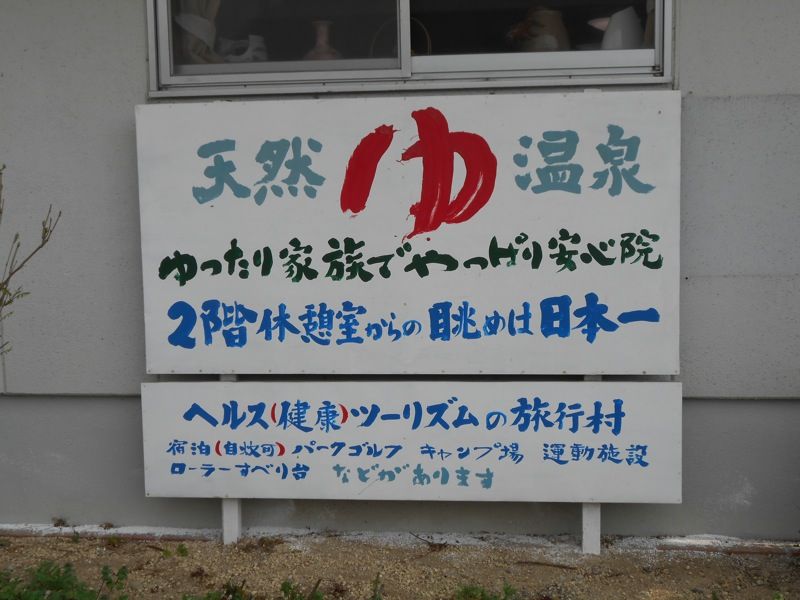 天然 ゆ 温泉
ゆったり家族でやっぱり安心院
2階休憩室からの眺めは日本一
ヘルス(健康)ツーリズムの旅行村
宿泊(自炊可)パークゴルフ キャンプ場 運動施設
ローラーすべり台 などがあります